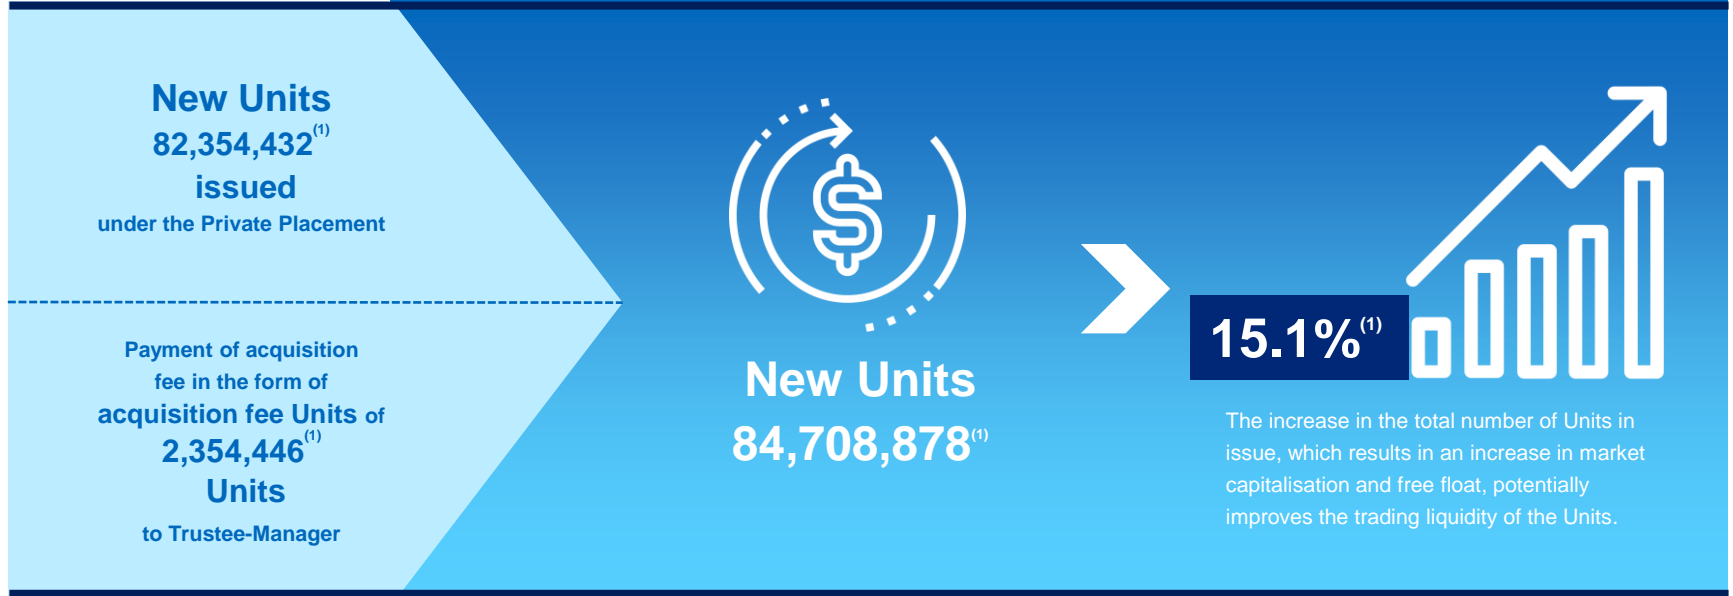 New Units
82,354,432(1)
issued
under the Private Placement
Payment of acquisition
fee in the form of
acquisition fee Units of
2,354,446(1)
Units
to Trustee-Manager
New Units
84,708,878(1)
15.1%(1)
The increase in the total number of Units in
issue, which results in an increase in market
capitalisation and free float, potentially
improves the trading liquidity of the Units.